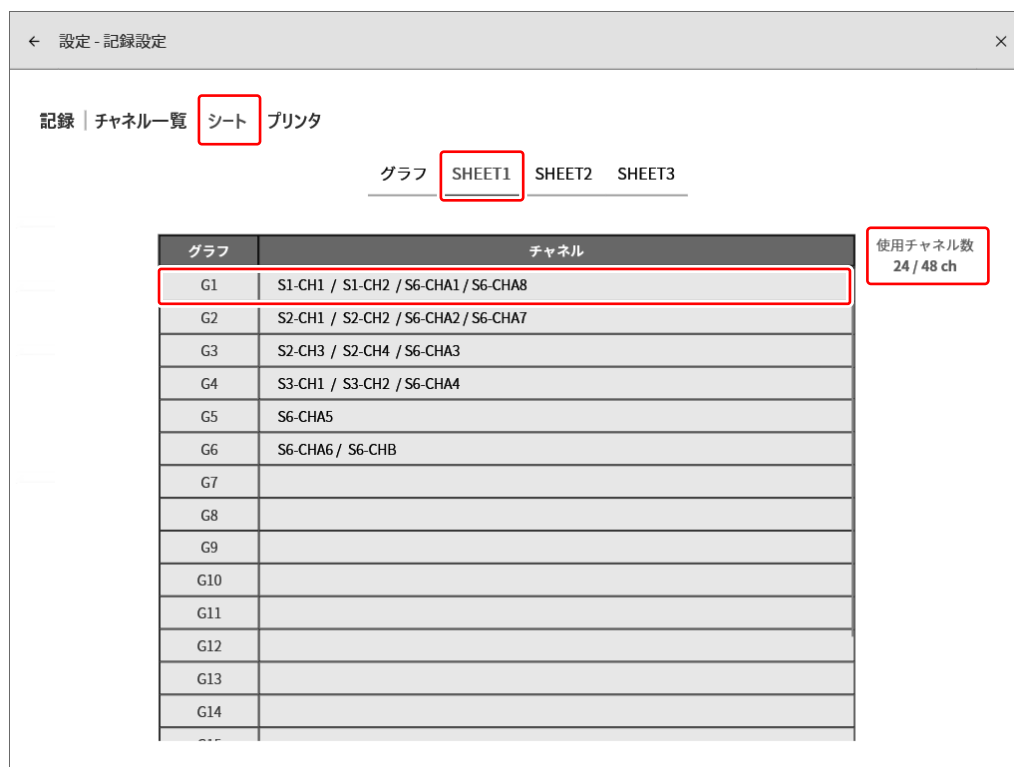 ← 設定 - 記録設定 ×
記録 | チャネル一覧 シート プリンタ
グラフ SHEET1 SHEET2 SHEET3
グラフ チャネル
使用チャネル数
24 / 48 ch
G1 S1-CH1 / S1-CH2 / S6-CHA1 / S6-CHA8
G2 S2-CH1 / S2-CH2 / S6-CHA2 / S6-CHA7
G3 S2-CH3 / S2-CH4 / S6-CHA3
G4 S3-CH1 / S3-CH2 / S6-CHA4
G5 S6-CHA5
G6 S6-CHA6 / S6-CHB
G7
G8
G9
G10
G11
G12
G13
G14